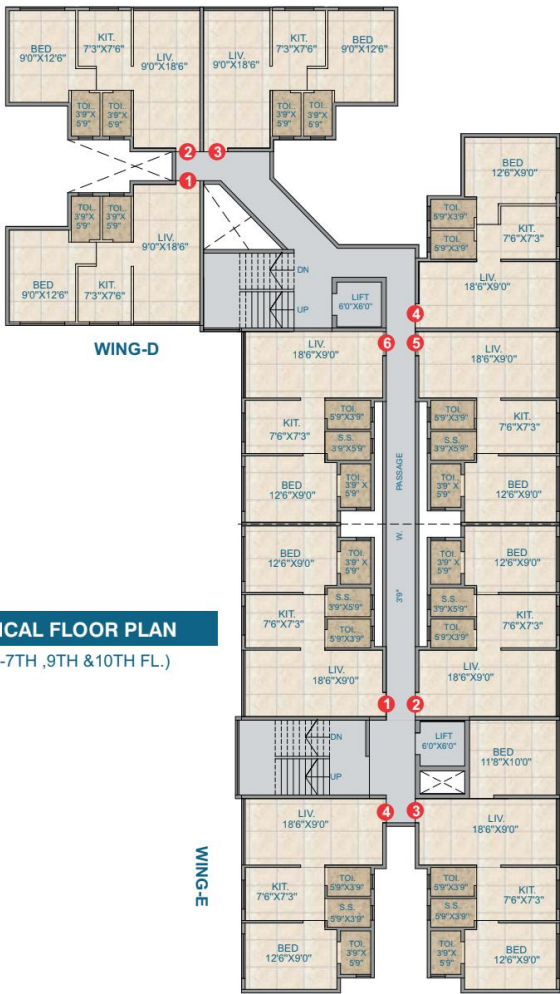 BED
9'0"X12'6"
KIT.
7'3"X7'6"
LIV.
9'0"X18'6"
LIV.
9'0"X18'6"
KIT.
7'3"X7'6"
BED
9'0"X12'6"
TOI.
3'9"X
5'9"
TOI.
3'9"X
5'9"
TOI.
3'9"X
5'9"
TOI.
3'9"X
5'9"
2
3
1
TOI.
3'9"X
5'9"
TOI.
3'9"X
5'9"
LIV.
9'0"X18'6"
BED
9'0"X12'6"
KIT.
7'3"X7'6"
WING-D
DN
UP
LIFT
6'0"X6'0"
BED
12'6"X9'0"
TOI.
5'9"X3'9"
TOI.
5'9"X3'9"
KIT.
7'6"X7'3"
LIV.
18'6"X9'0"
4
6
5
LIV.
18'6"X9'0"
LIV.
18'6"X9'0"
KIT.
7'6"X7'3"
TOI.
5'9"X3'9"
S.S.
3'9"X5'9"
TOI.
5'9"X3'9"
S.S.
3'9"X5'9"
KIT.
7'6"X7'3"
BED
12'6"X9'0"
TOI.
3'9" X
5'9"
TOI.
3'9" X
5'9"
BED
12'6"X9'0"
3'9" W. PASSAGE
BED
12'6"X9'0"
TOI.
3'9" X
5'9"
TOI.
3'9" X
5'9"
BED
12'6"X9'0"
KIT.
7'6"X7'3"
S.S.
3'9"X5'9"
TOI.
5'9"X3'9"
S.S.
3'9"X5'9"
TOI.
5'9"X3'9"
KIT.
7'6"X7'3"
LIV.
18'6"X9'0"
LIV.
18'6"X9'0"
1
2
ICAL FLOOR PLAN
-7TH ,9TH &10TH FL.)
DN
UP
LIFT
6'0"X6'0"
BED
11'8"X10'0"
4
3
LIV.
18'6"X9'0"
LIV.
18'6"X9'0"
WING-E
KIT.
7'6"X7'3"
TOI.
5'9"X3'9"
S.S.
5'9"X3'9"
TOI.
5'9"X3'9"
S.S.
5'9"X3'9"
KIT.
7'6"X7'3"
BED
12'6"X9'0"
TOI.
3'9" X
5'9"
TOI.
3'9" X
5'9"
BED
12'6"X9'0"